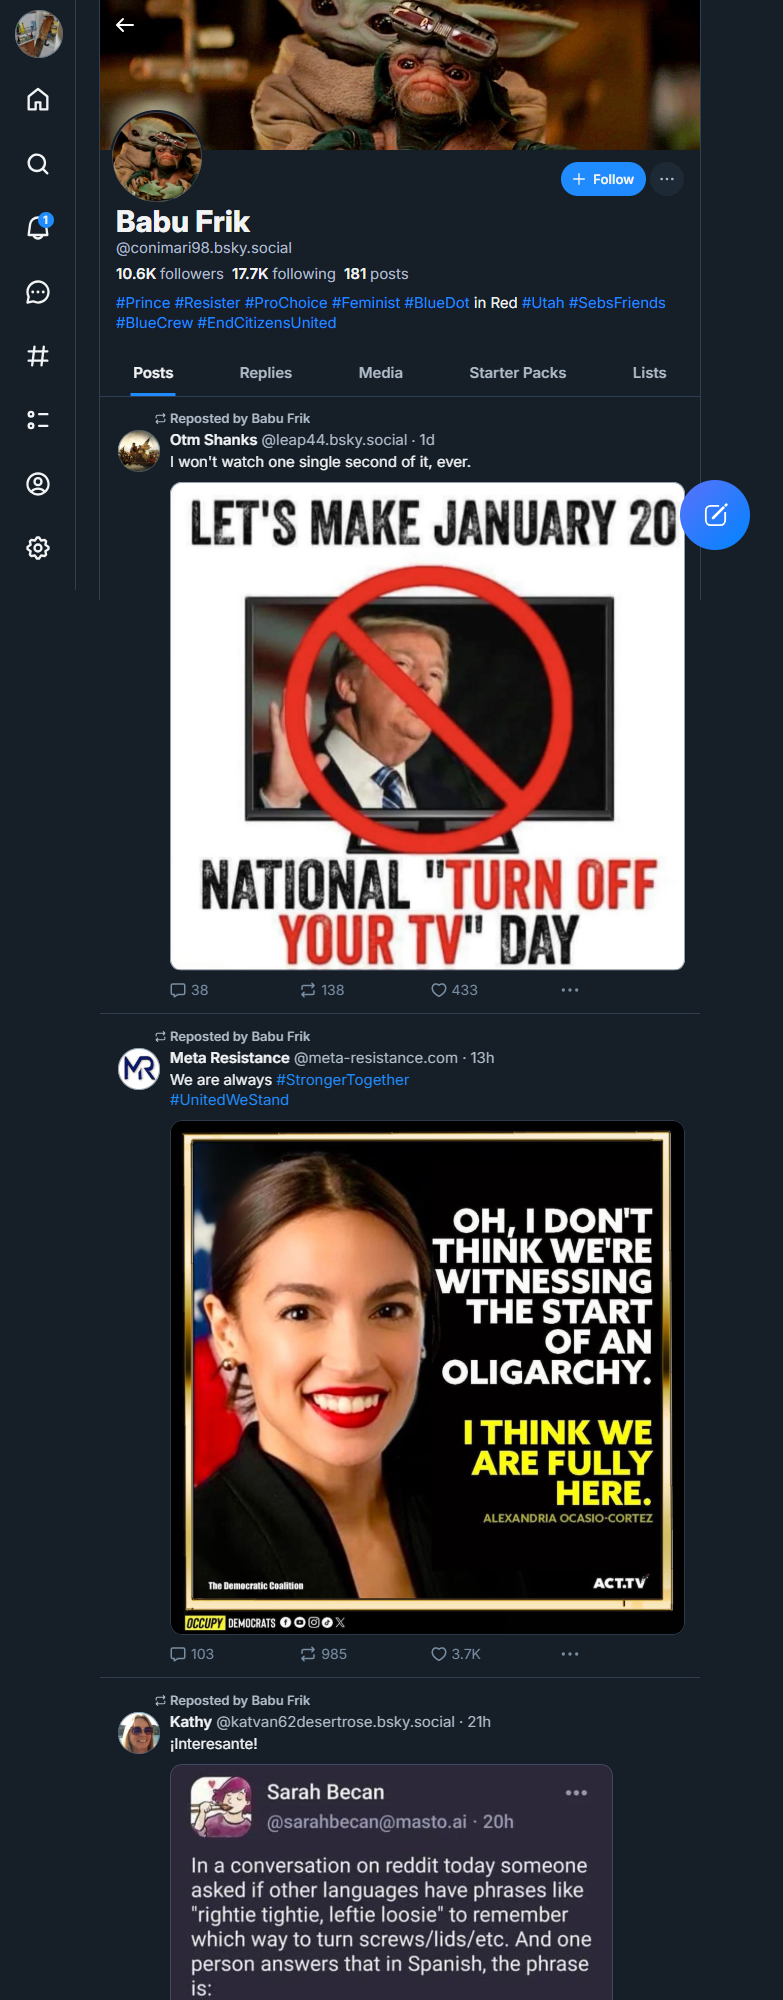 Follow
Babu Frik
@conimari98.bsky.social
10.6K followers 17.7K following 181 posts
#Prince #Resister #ProChoice #Feminist #BlueDot in Red #Utah #SebsFriends
#BlueCrew #EndCitizensUnited
Posts Replies Media Starter Packs Lists
Reposted by Babu Frik
Otm Shanks @leap44.bsky.social · 1d
I won't watch one single second of it, ever.
LET'S MAKE JANUARY 20
NATIONAL "TURN OFF
YOUR TV" DAY
38 138 433
Reposted by Babu Frik
Meta Resistance @meta-resistance.com · 13h
We are always #StrongerTogether
#UnitedWeStand
MR
OH, I DON'T
THINK WE'RE
WITNESSING
THE START
OF AN
OLIGARCHY.
I THINK WE
ARE FULLY
HERE.
ALEXANDRIA OCASIO-CORTEZ
The Democratic Coalition ACT.TV
OCCUPY DEMOCRATS
103 985 3.7K
Reposted by Babu Frik
Kathy @katvan62desertrose.bsky.social · 21h
¡Interesante!
Sarah Becan
@sarahbecan@masto.ai · 20h
In a conversation on reddit today someone
asked if other languages have phrases like
"rightie tightie, leftie loosie" to remember
which way to turn screws/lids/etc. And one
person answers that in Spanish, the phrase
is:
1